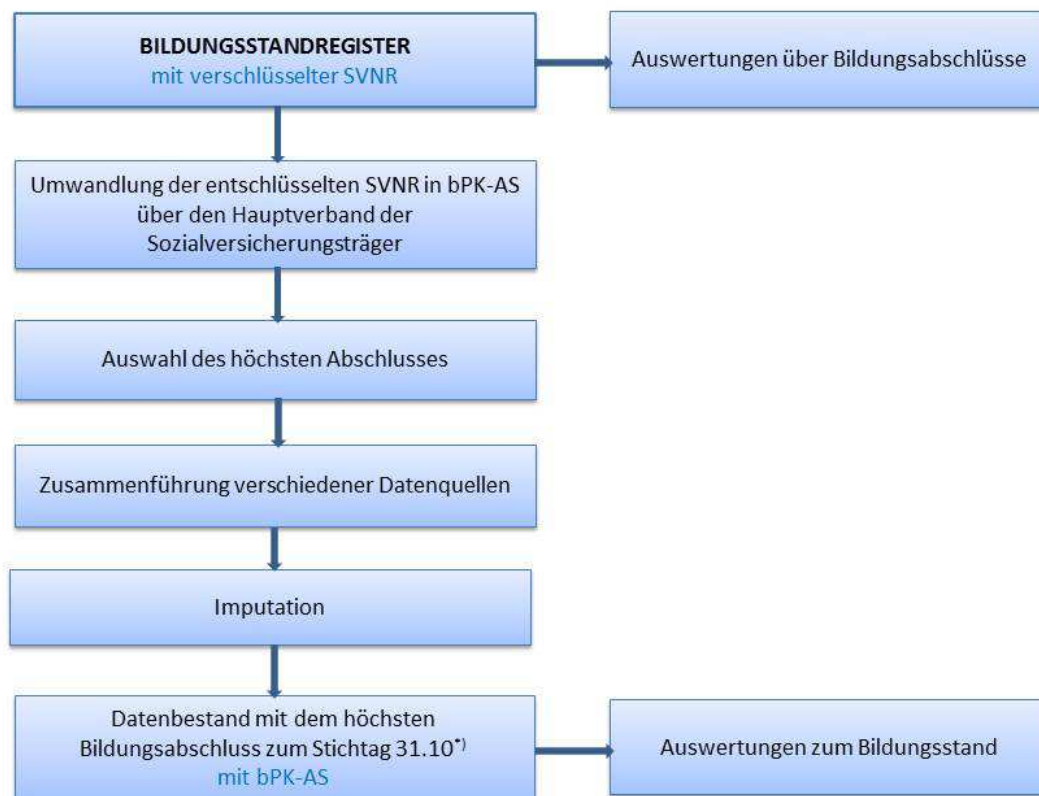 BILDUNGSSTANDREGISTER
mit verschlüsselter SVNR
Auswertungen über Bildungsabschlüsse
Umwandlung der entschlüsselten SVNR in bPK-AS
über den Hauptverband der
Sozialversicherungsträger
Auswahl des höchsten Abschlusses
Zusammenführung verschiedener Datenquellen
Imputation
Datenbestand mit dem höchsten
Bildungsabschluss zum Stichtag 31.10*)
mit bPK-AS
Auswertungen zum Bildungsstand